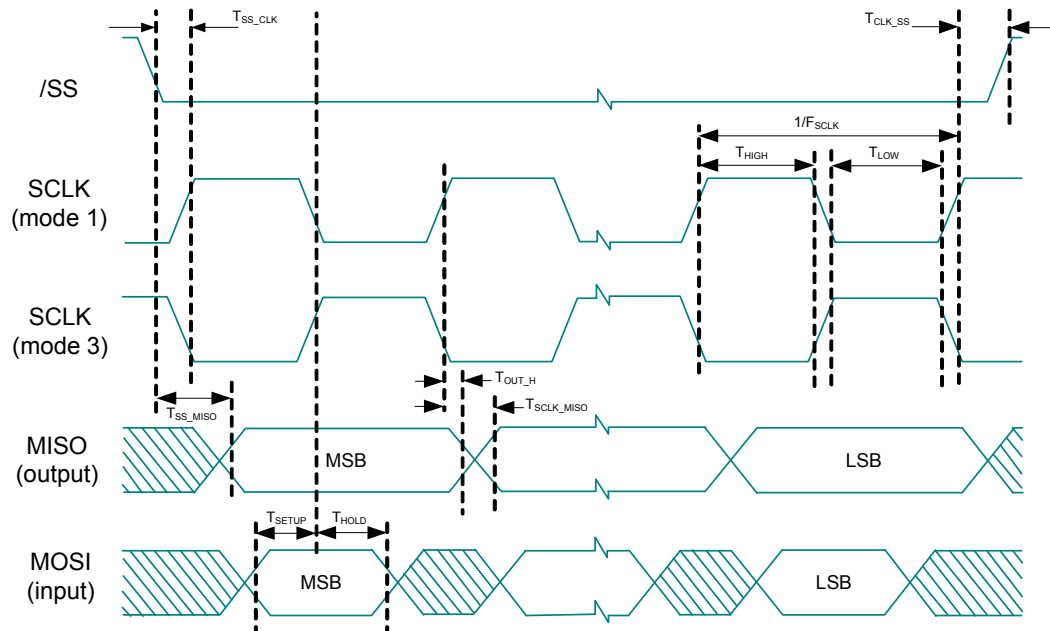 T_SS_CLK
T_CLK_SS
/SS
1/F_SCLK
T_HIGH
T_LOW
SCLK
(mode 1)
SCLK
(mode 3)
T_OUT_H
T_SCLK_MISO
T_SS_MISO
MISO
(output)
MSB
LSB
T_SETUP
T_HOLD
MOSI
(input)
MSB
LSB